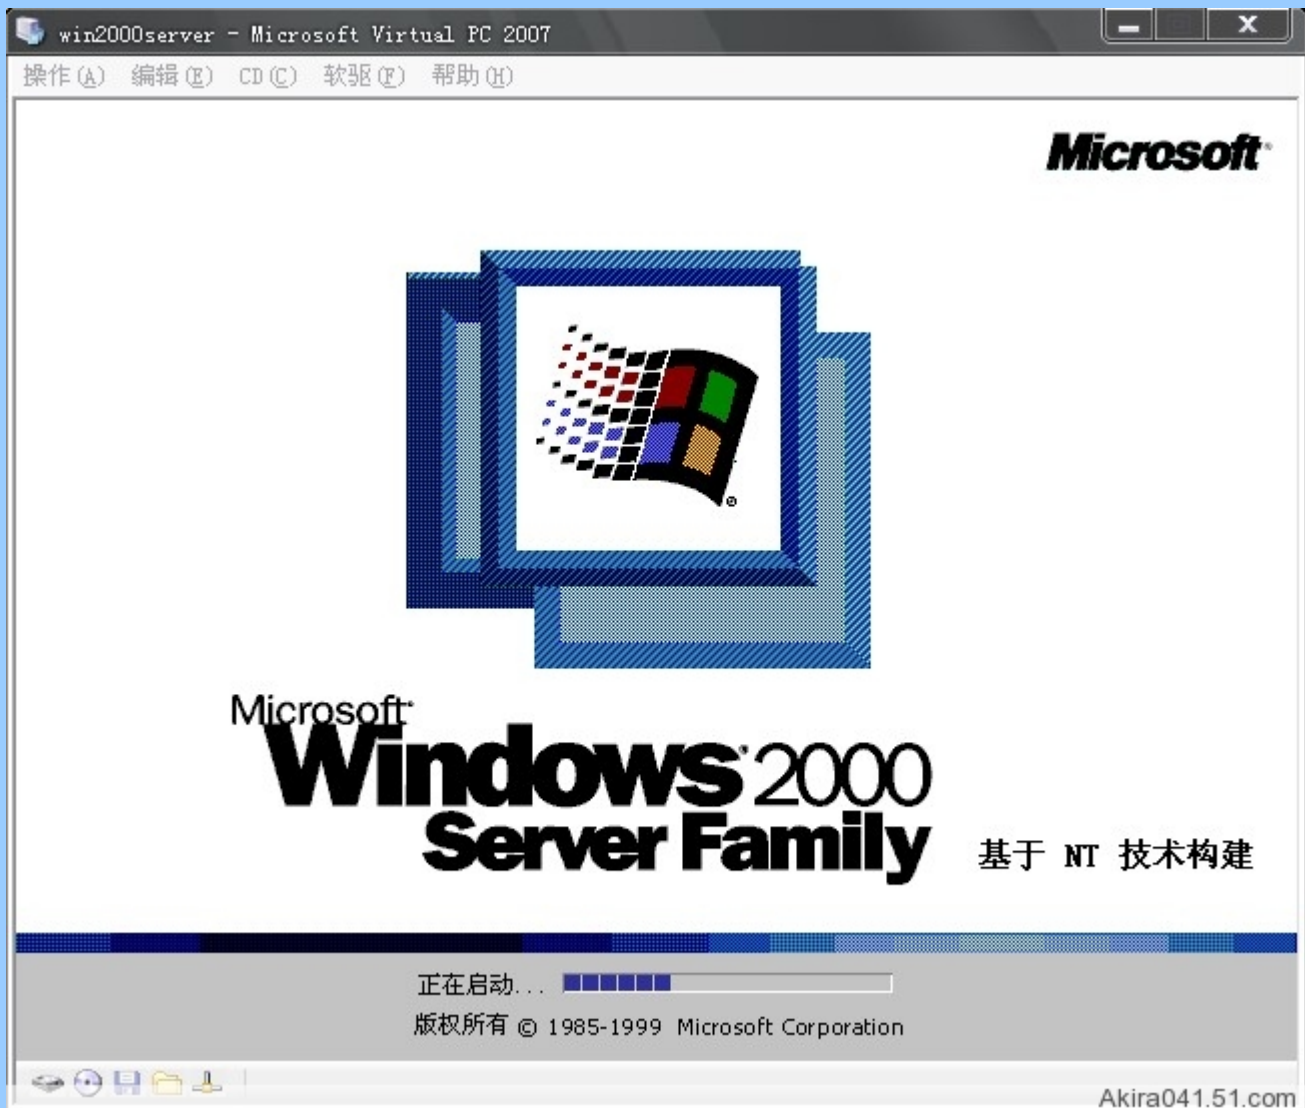 win2000server - Microsoft Virtual PC 2007
操作(A) 编辑(E) CD(C) 软驱(F) 帮助(H)
Microsoft®
Microsoft®
Windows® 2000
Server Family 基于 NT 技术构建
正在启动...
版权所有 © 1985-1999 Microsoft Corporation
Akira041.51.com